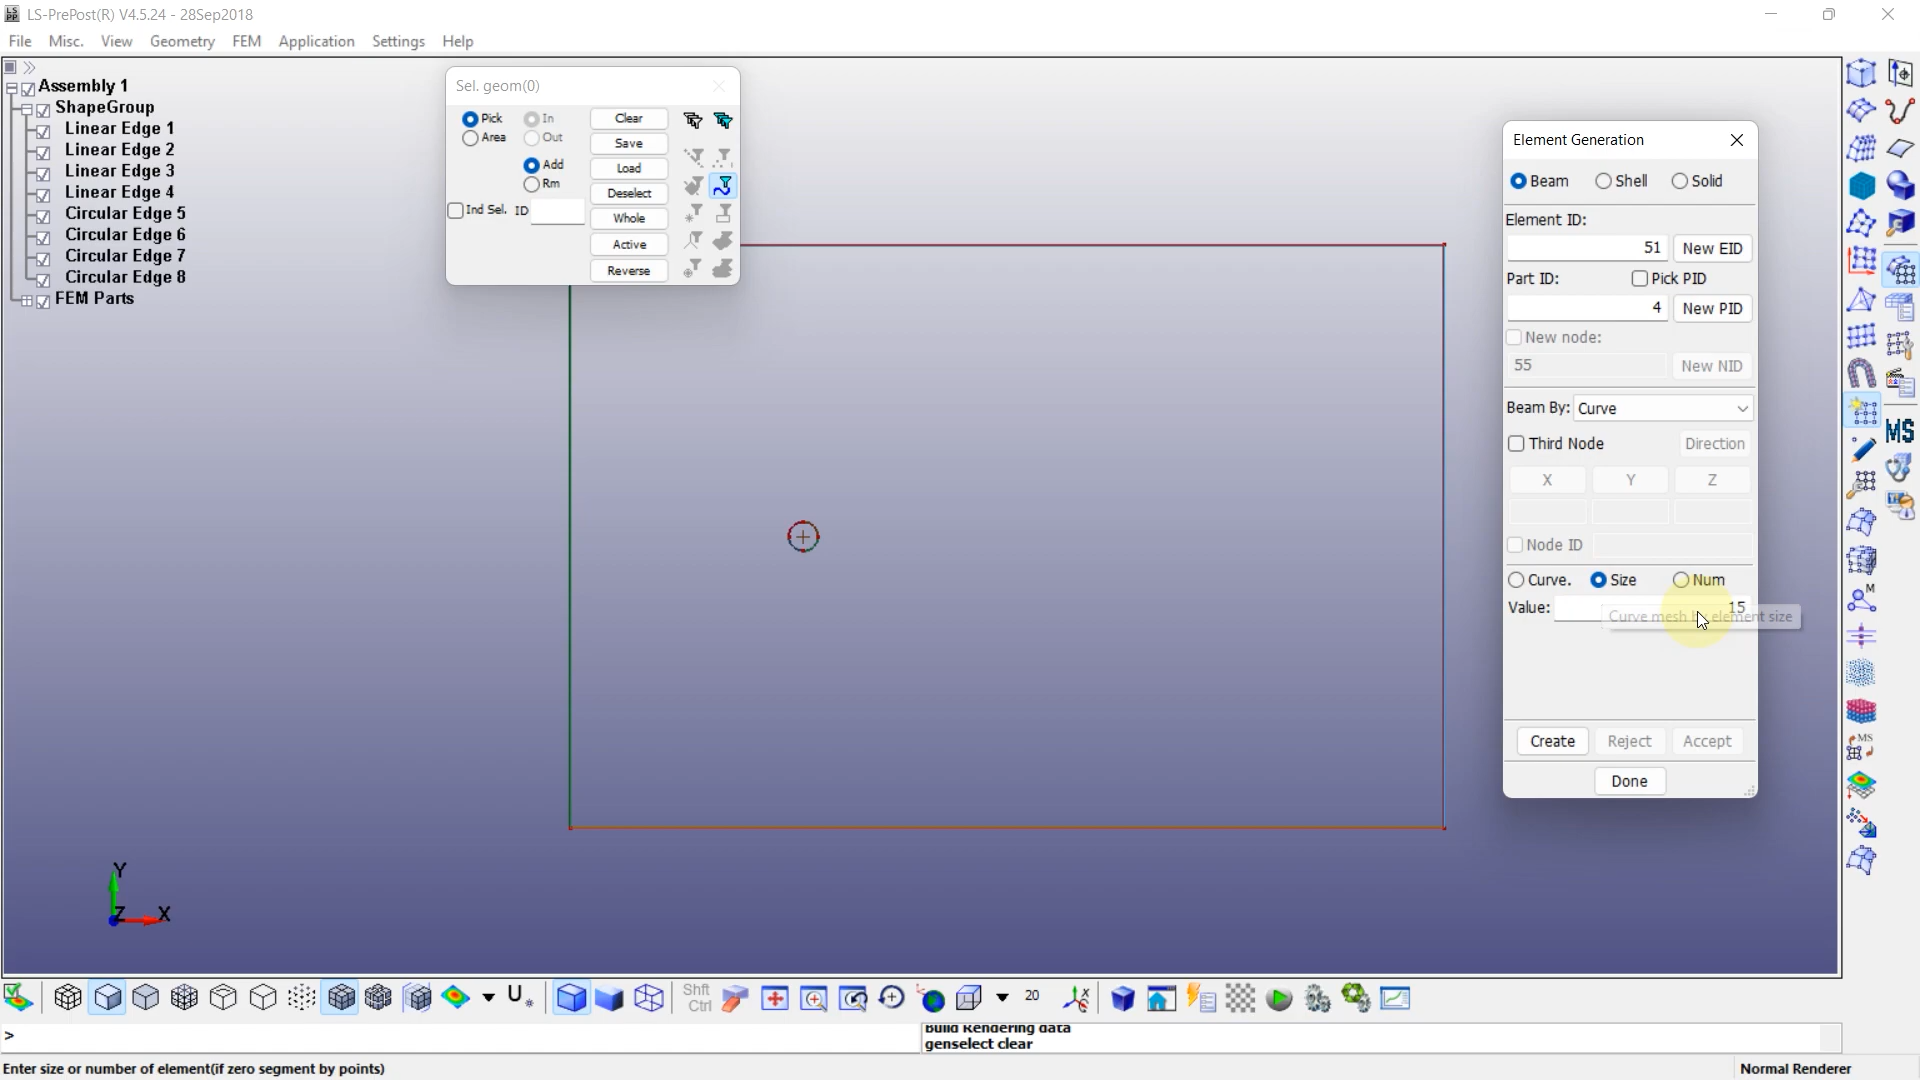 LS-PrePost(R) V4.5.24 - 28Sep2018
File Misc. View Geometry FEM Application Settings Help
Assembly 1
ShapeGroup
Linear Edge 1
Linear Edge 2
Linear Edge 3
Linear Edge 4
Circular Edge 5
Circular Edge 6
Circular Edge 7
Circular Edge 8
FEM Parts
Sel. geom(0)
Pick In Clear
Area Out Save
Add Load
Rm Deselect
Ind Sel. ID Whole
Active
Reverse
Element Generation
Beam Shell Solid
Element ID:
51 New EID
Part ID: Pick PID
4 New PID
New node:
55 New NID
Beam By: Curve
Third Node Direction
X Y Z
Node ID
Curve. Size Num
Value: 15
Curve mesh by element size
Create Reject Accept
Done
MS
M
MS
Y
Z X
U
Shft
Ctrl
20
>
Build Rendering data
genselect clear
Enter size or number of element(if zero segment by points) Normal Renderer